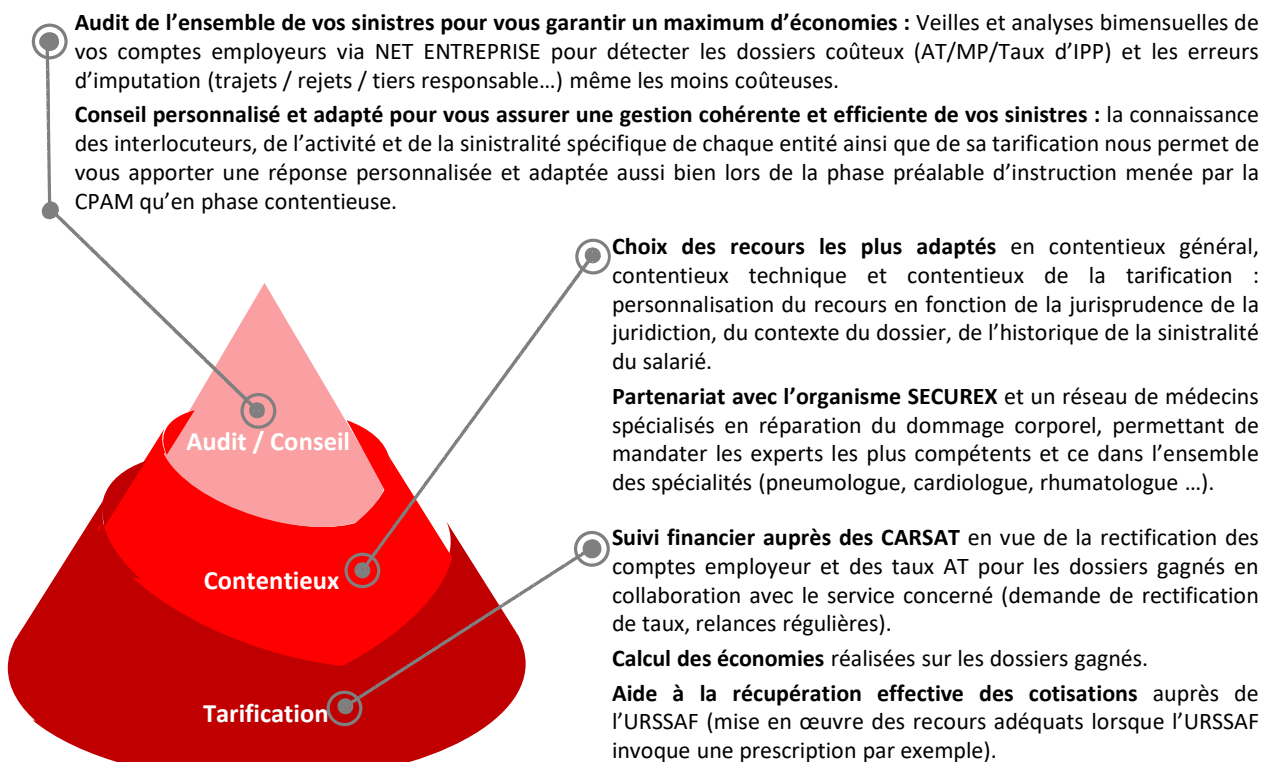 Audit de l’ensemble de vos sinistres pour vous garantir un maximum d’économies : Veilles et analyses bimensuelles de
vos comptes employeurs via NET ENTREPRISE pour détecter les dossiers coûteux (AT/MP/Taux d’IPP) et les erreurs
d’imputation (trajets / rejets / tiers responsable…) même les moins coûteuses.
Conseil personnalisé et adapté pour vous assurer une gestion cohérente et efficiente de vos sinistres : la connaissance
des interlocuteurs, de l’activité et de la sinistralité spécifique de chaque entité ainsi que de sa tarification nous permet de
vous apporter une réponse personnalisée et adaptée aussi bien lors de la phase préalable d’instruction menée par la
CPAM qu’en phase contentieuse.
Choix des recours les plus adaptés en contentieux général,
contentieux technique et contentieux de la tarification :
personnalisation du recours en fonction de la jurisprudence de la
juridiction, du contexte du dossier, de l’historique de la sinistralité
du salarié.
Partenariat avec l’organisme SECUREX et un réseau de médecins
spécialisés en réparation du dommage corporel, permettant de
mandater les experts les plus compétents et ce dans l’ensemble
des spécialités (pneumologue, cardiologue, rhumatologue …).
Suivi financier auprès des CARSAT en vue de la rectification des
comptes employeur et des taux AT pour les dossiers gagnés en
collaboration avec le service concerné (demande de rectification
de taux, relances régulières).
Calcul des économies réalisées sur les dossiers gagnés.
Aide à la récupération effective des cotisations auprès de
l’URSSAF (mise en œuvre des recours adéquats lorsque l’URSSAF
invoque une prescription par exemple).
Audit / Conseil
Contentieux
Tarification